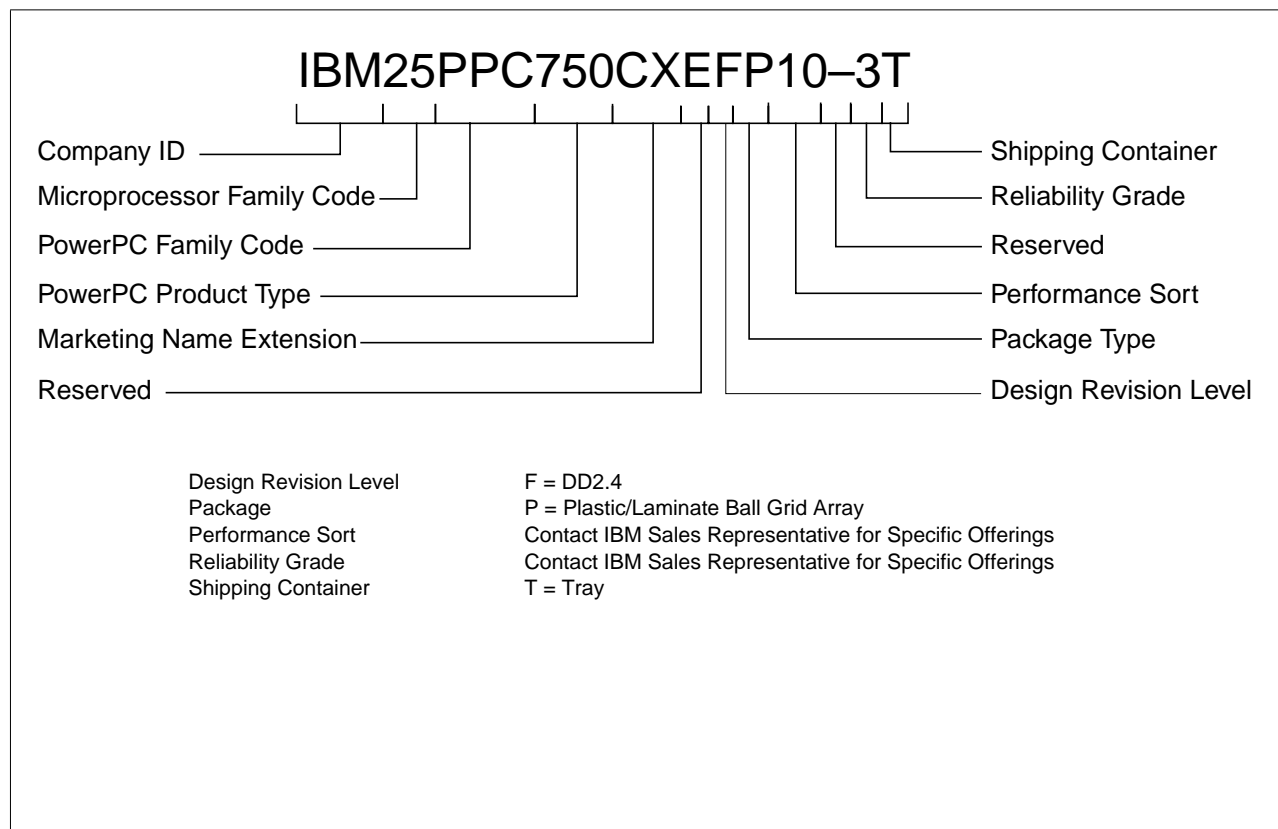 IBM25PPC750CXEFP10–3T
Company ID
Shipping Container
Microprocessor Family Code
Reliability Grade
PowerPC Family Code
Reserved
PowerPC Product Type
Performance Sort
Marketing Name Extension
Package Type
Reserved
Design Revision Level
Design Revision Level F = DD2.4
Package P = Plastic/Laminate Ball Grid Array
Performance Sort Contact IBM Sales Representative for Specific Offerings
Reliability Grade Contact IBM Sales Representative for Specific Offerings
Shipping Container T = Tray